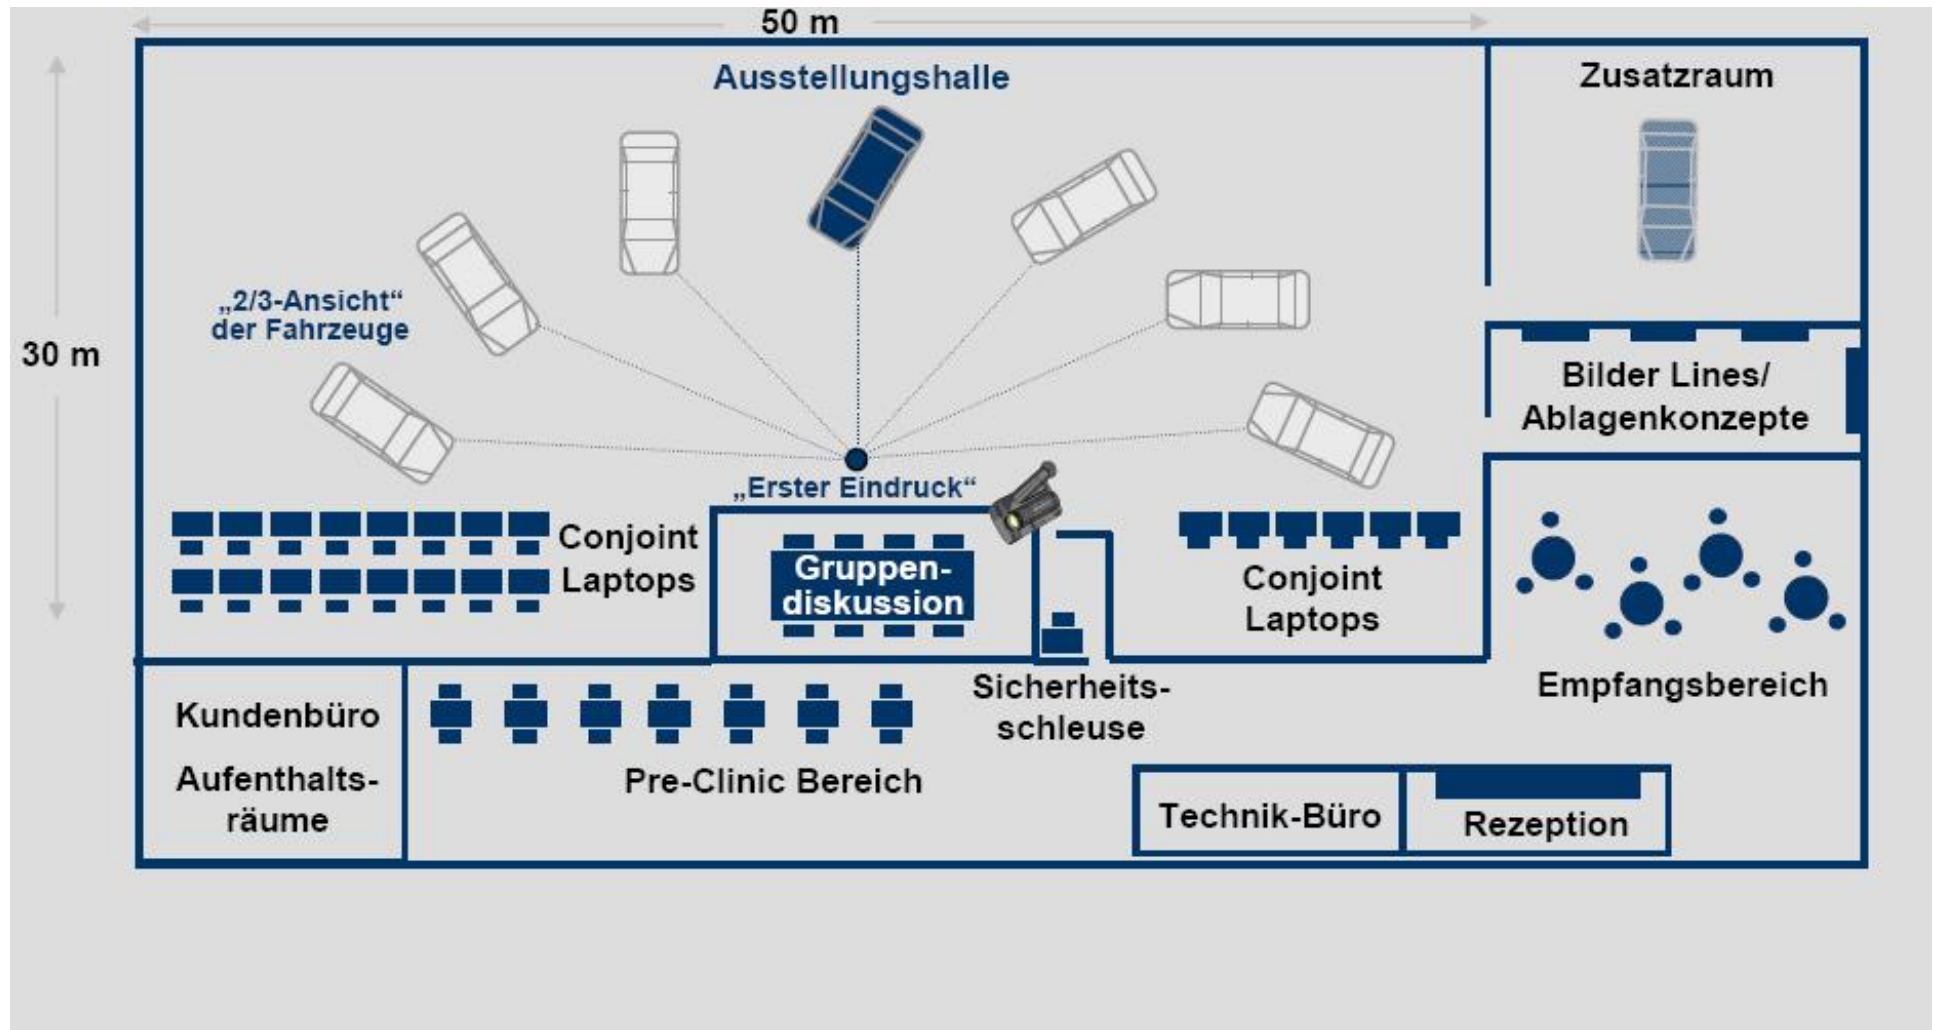 50 m
Ausstellungshalle
Zusatzraum
„2/3-Ansicht“
der Fahrzeuge
30 m
Bilder Lines/
Ablagenkonzepte
„Erster Eindruck“
Conjoint
Laptops
Gruppen-
diskussion
Conjoint
Laptops
Sicherheits-
schleuse
Empfangsbereich
Kundenbüro
Aufenthalts-
räume
Pre-Clinic Bereich
Technik-Büro
Rezeption